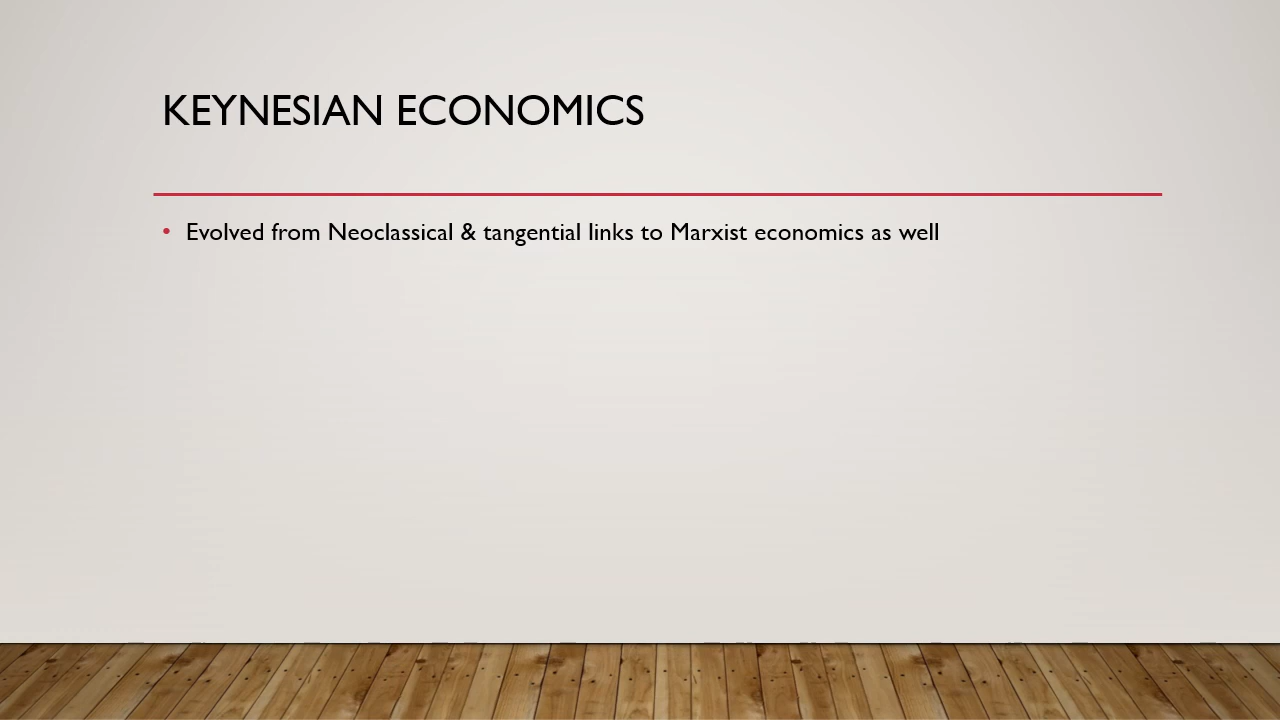 KEYNESIAN ECONOMICS
• Evolved from Neoclassical & tangential links to Marxist economics as well